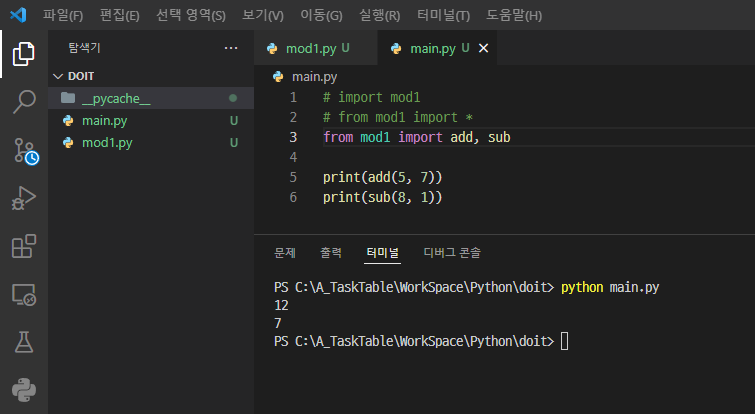 파일(F) 편집(E) 선택 영역(S) 보기(V) 이동(G) 실행(R) 터미널(T) 도움말(H)
탐색기 ...
DOIT
__pycache__
main.py U
mod1.py U
mod1.py U main.py U
main.py
1 # import mod1
2 # from mod1 import *
3 from mod1 import add, sub
4
5 print(add(5, 7))
6 print(sub(8, 1))
문제 출력 터미널 디버그 콘솔
PS C:\A_TaskTable\WorkSpace\Python\doit> python main.py
12
7
PS C:\A_TaskTable\WorkSpace\Python\doit>